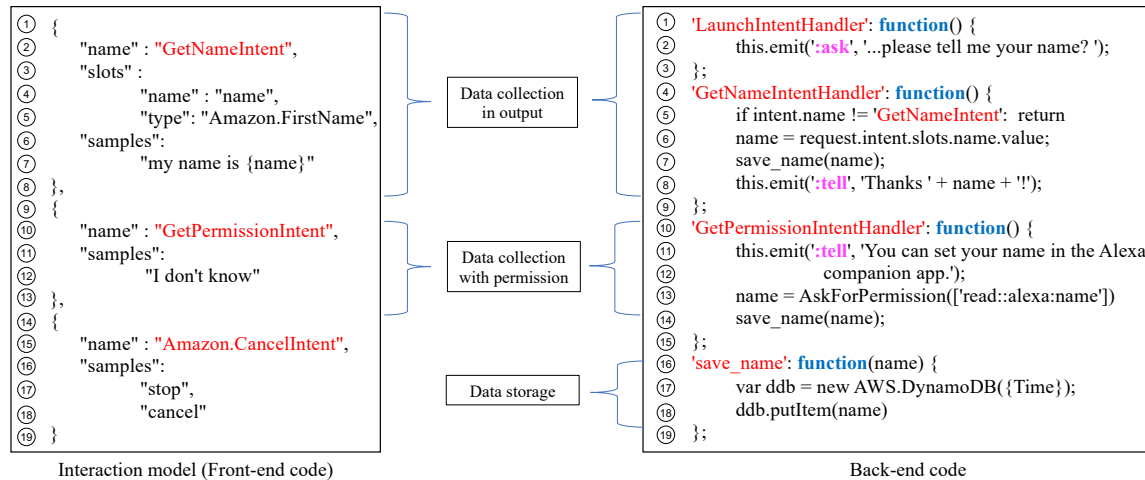 ① {
② "name" : "GetNameIntent",
③ "slots" :
④ "name" : "name",
⑤ "type": "Amazon.FirstName",
⑥ "samples":
⑦ "my name is {name}"
⑧ },
⑨ {
⑩ "name" : "GetPermissionIntent",
⑪ "samples":
⑫ "I don't know"
⑬ },
⑭ {
⑮ "name" : "Amazon.CancelIntent",
⑯ "samples":
⑰ "stop",
⑱ "cancel"
⑲ }
Interaction model (Front-end code)
Data collection
in output
Data collection
with permission
Data storage
① 'LaunchIntentHandler': function() {
② this.emit(':ask', '...please tell me your name? ');
③ };
④ 'GetNameIntentHandler': function() {
⑤ if intent.name != 'GetNameIntent': return
⑥ name = request.intent.slots.name.value;
⑦ save_name(name);
⑧ this.emit(':tell', 'Thanks ' + name + '!');
⑨ };
⑩ 'GetPermissionIntentHandler': function() {
⑪ this.emit(':tell', 'You can set your name in the Alexa
⑫ companion app.');
⑬ name = AskForPermission(['read::alexa:name'])
⑭ save_name(name);
⑮ };
⑯ 'save_name': function(name) {
⑰ var ddb = new AWS.DynamoDB({Time});
⑱ ddb.putItem(name)
⑲ };
Back-end code